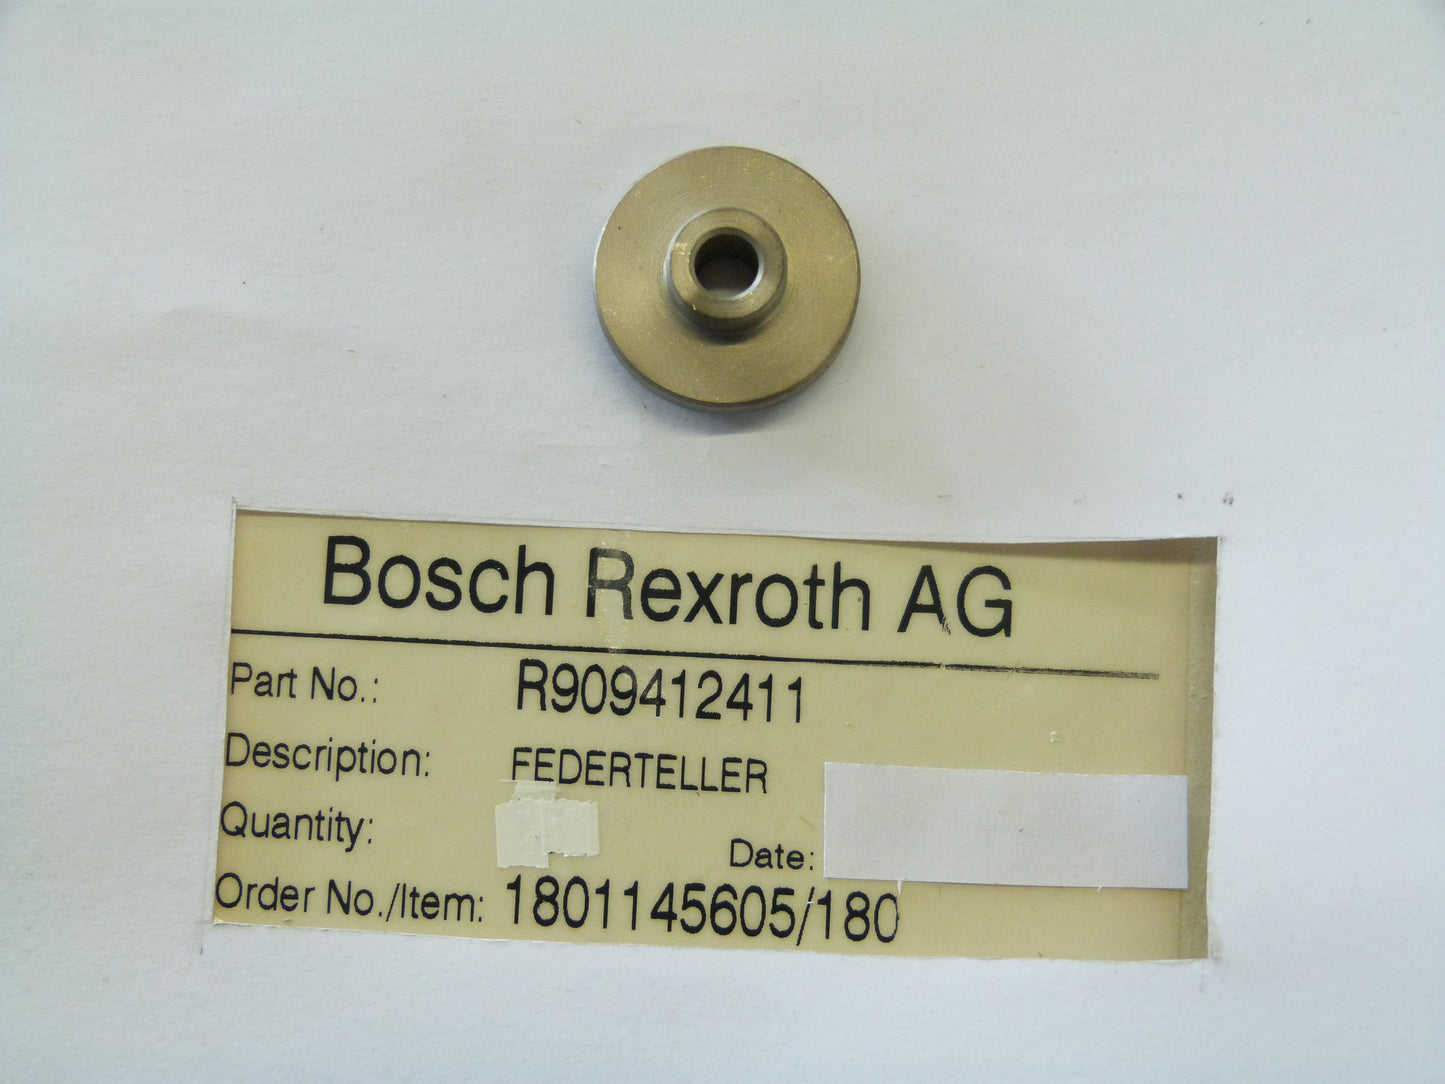 Bosch Rexroth AG
Part No.: R909412411
Description: FEDERTELLER
Quantity:
Date:
Order No./Item: 1801145605/180